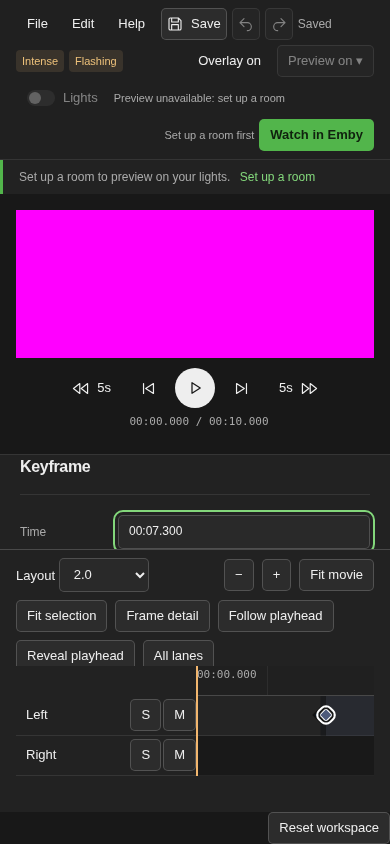 File Edit Help Save Saved
Intense Flashing Overlay on Preview on ▾
Lights Preview unavailable: set up a room
Set up a room first Watch in Emby
Set up a room to preview on your lights. Set up a room
5s 5s
00:00.000 / 00:10.000
Keyframe
Time 00:07.300
Layout 2.0 − + Fit movie
Fit selection Frame detail Follow playhead
Reveal playhead All lanes
00:00.000
Left S M
Right S M
Reset workspace